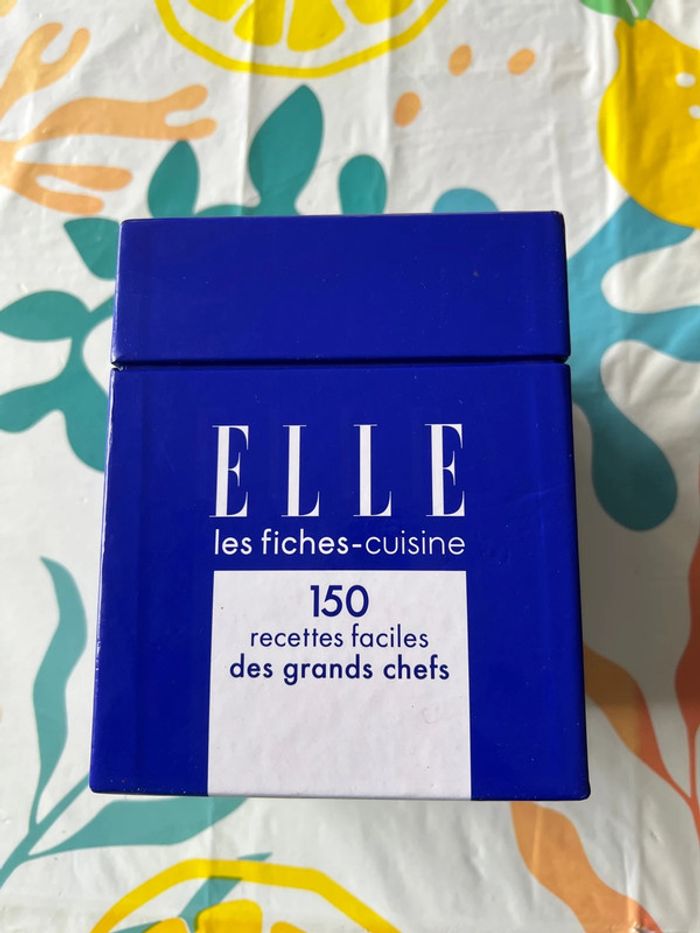 ELLE
les fiches-cuisine
150
recettes faciles
des grands chefs